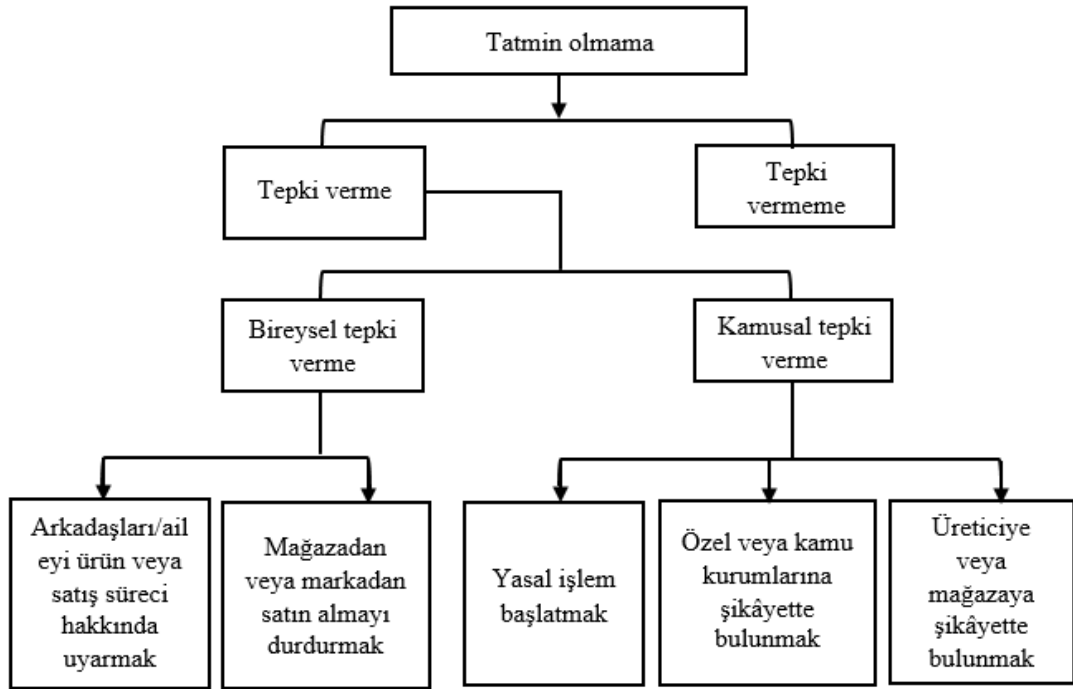 Tatmin olmama
Tepki verme
Tepki
vermeme
Bireysel tepki
verme
Kamusal tepki
verme
Arkadaşları/ail
eyi ürün veya
satış süreci
hakkında
uyarmak
Mağazadan
veya markadan
satın almayı
durdurmak
Yasal işlem
başlatmak
Özel veya kamu
kurumlarına
şikâyette
bulunmak
Üreticiye
veya
mağazaya
şikâyette
bulunmak